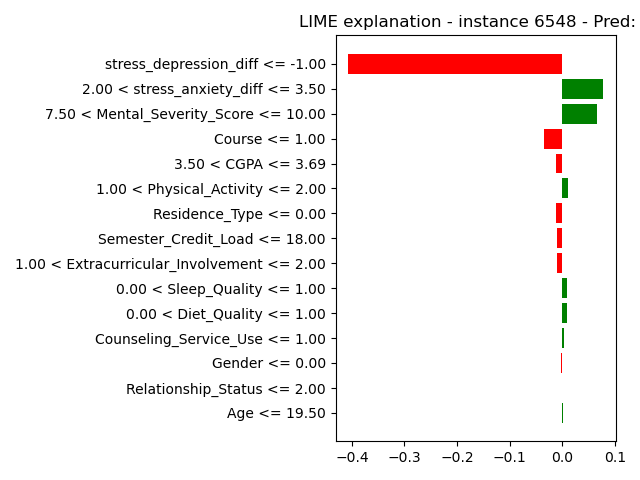 LIME explanation - instance 6548 - Pred:
stress_depression_diff <= -1.00
2.00 < stress_anxiety_diff <= 3.50
7.50 < Mental_Severity_Score <= 10.00
Course <= 1.00
3.50 < CGPA <= 3.69
1.00 < Physical_Activity <= 2.00
Residence_Type <= 0.00
Semester_Credit_Load <= 18.00
1.00 < Extracurricular_Involvement <= 2.00
0.00 < Sleep_Quality <= 1.00
0.00 < Diet_Quality <= 1.00
Counseling_Service_Use <= 1.00
Gender <= 0.00
Relationship_Status <= 2.00
Age <= 19.50
−0.4 −0.3 −0.2 −0.1 0.0 0.1